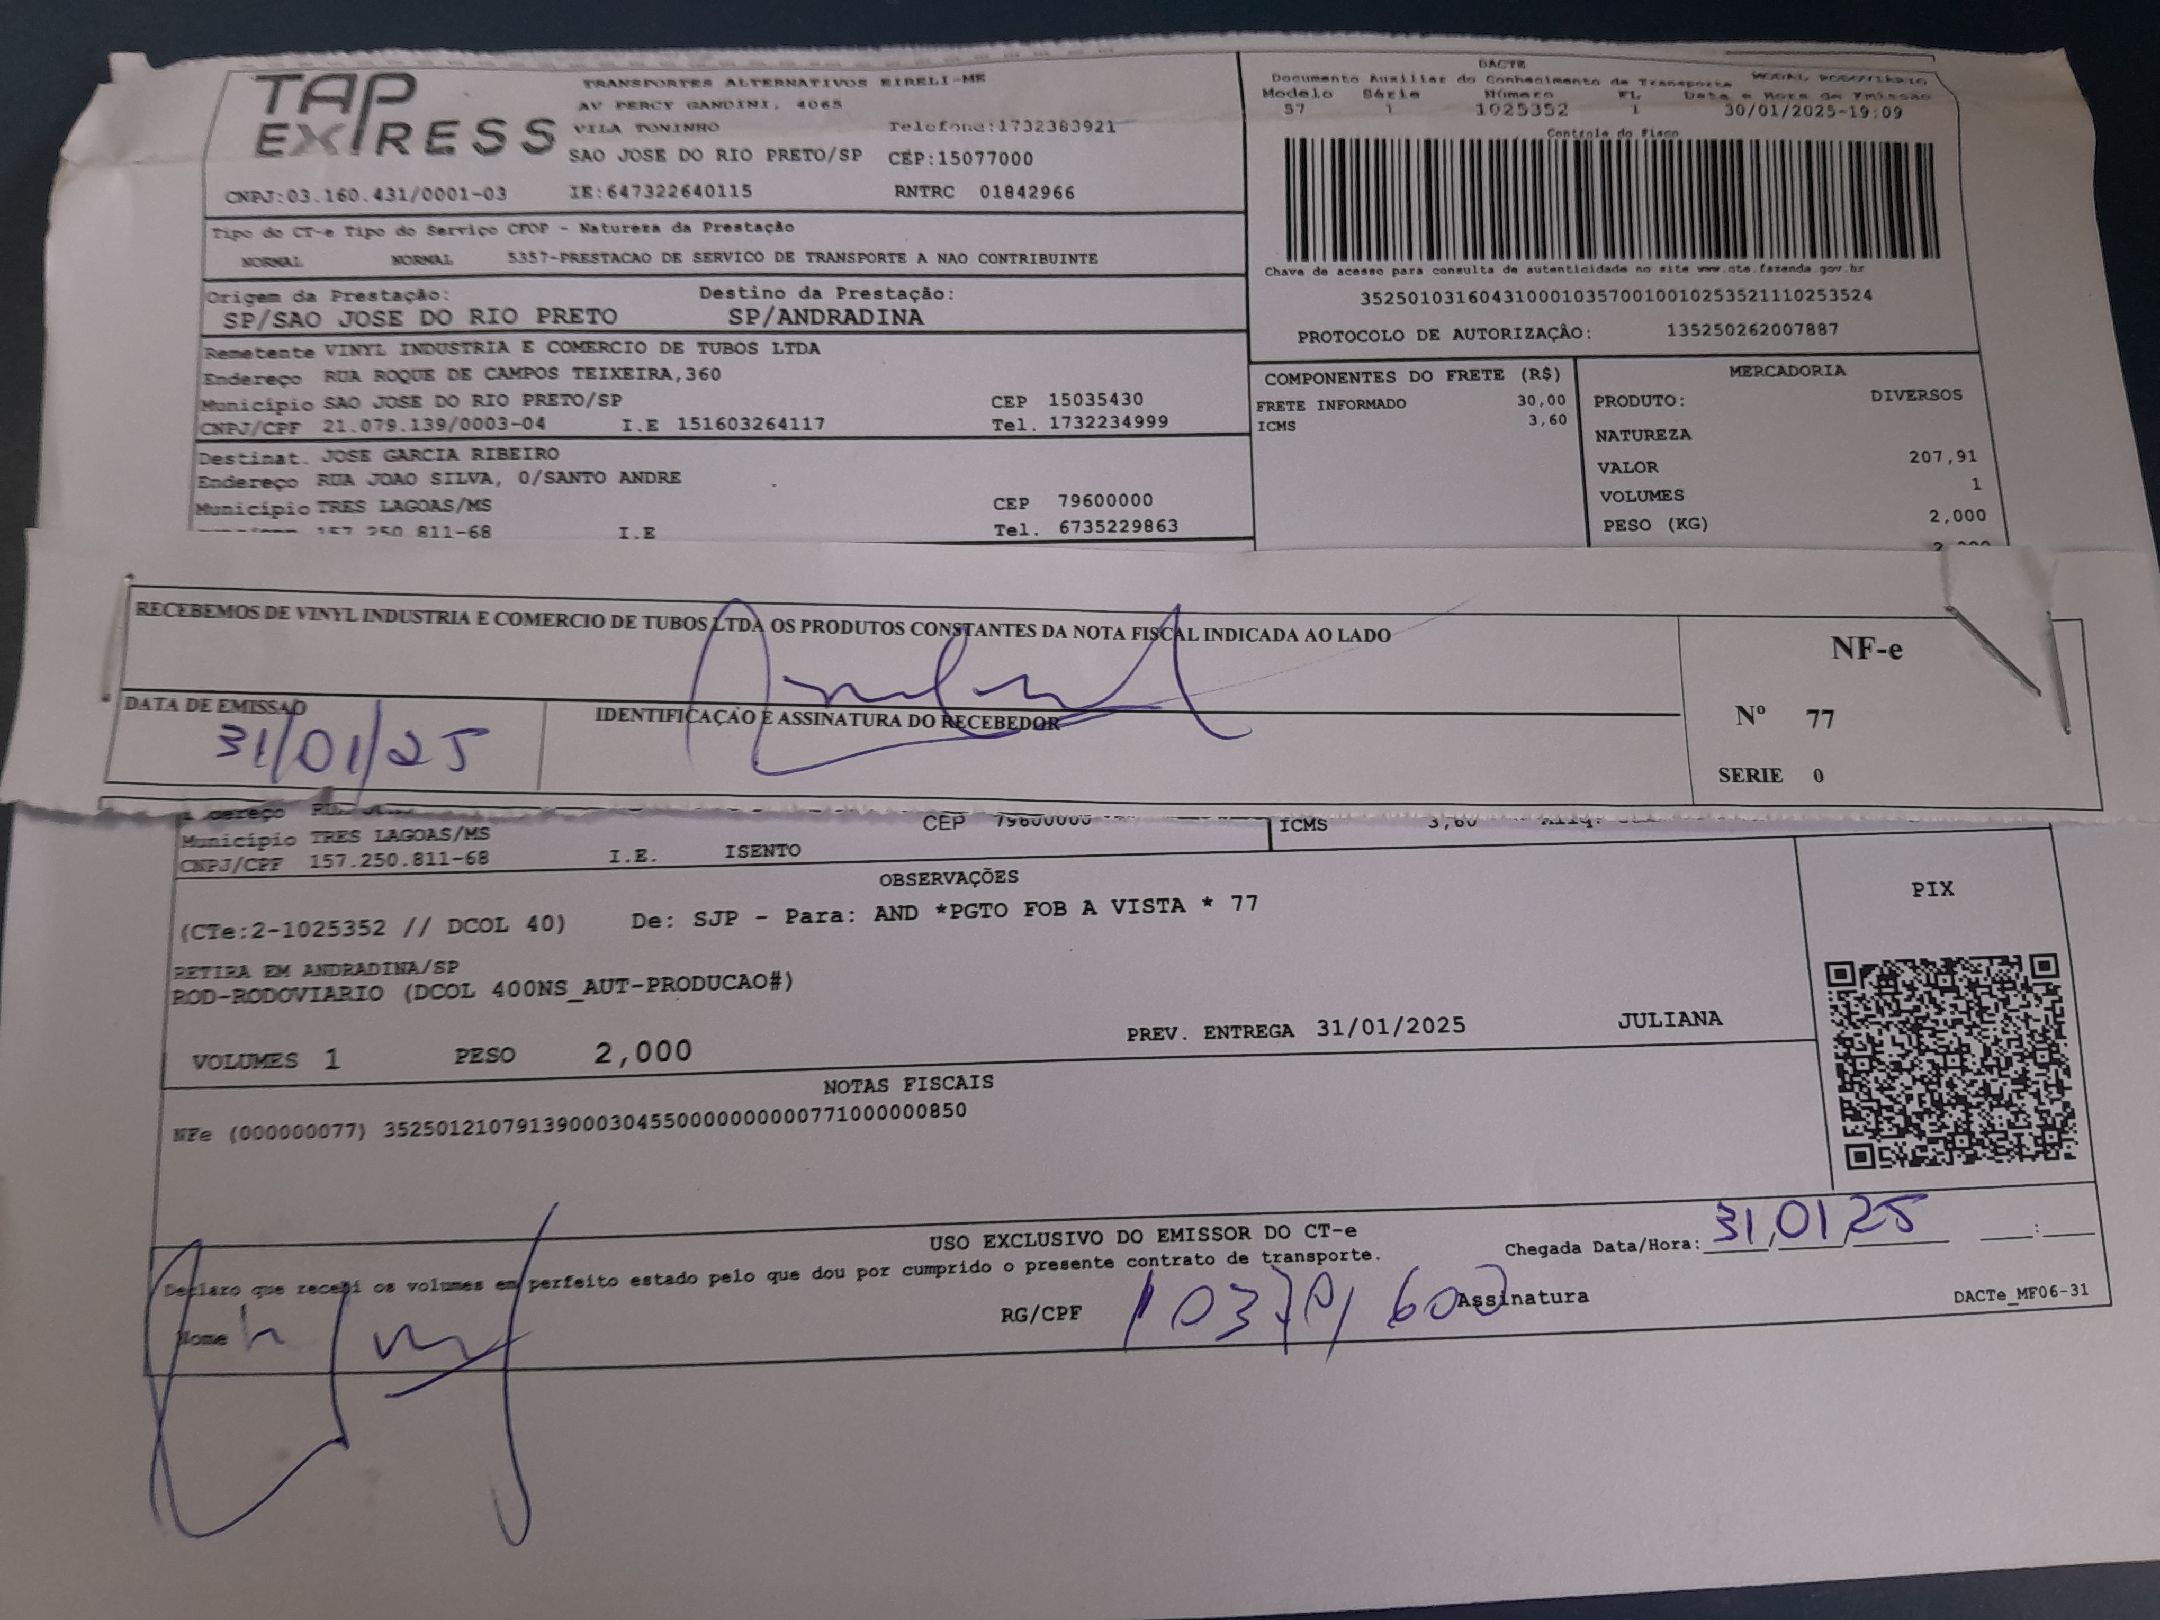 TAP EXPRESS
TRANSPORTES ALTERNATIVOS EIRELI-ME
AV PERCY GANDINI, 4065
VILA TONINHO Telefone:1732383921
SAO JOSE DO RIO PRETO/SP CEP:15077000
CNPJ:03.160.431/0001-03 IE:647322640115 RNTRC 01842966
DACTE
Documento Auxiliar do Conhecimento de Transporte MODAL RODOVIARIO
Modelo Série Número FL Data e Hora de Emissão
57 1 1025352 1 30/01/2025-19:09
Controle do Fisco
Chave de acesso para consulta de autenticidade no site www.cte.fazenda.gov.br
35250103160431000103570010010253521110253524
PROTOCOLO DE AUTORIZAÇÃO: 135250262007887
Tipo do CT-e Tipo do Serviço CFOP - Natureza da Prestação
NORMAL NORMAL 5357-PRESTACAO DE SERVICO DE TRANSPORTE A NAO CONTRIBUINTE
Origem da Prestação: Destino da Prestação:
SP/SAO JOSE DO RIO PRETO SP/ANDRADINA
Remetente VINYL INDUSTRIA E COMERCIO DE TUBOS LTDA
Endereço RUA ROQUE DE CAMPOS TEIXEIRA,360
Município SAO JOSE DO RIO PRETO/SP CEP 15035430
CNPJ/CPF 21.079.139/0003-04 I.E 151603264117 Tel. 1732234999
Destinat. JOSE GARCIA RIBEIRO
Endereço RUA JOAO SILVA, 0/SANTO ANDRE
Município TRES LAGOAS/MS CEP 79600000
157.250.811-68 I.E Tel. 6735229863
COMPONENTES DO FRETE (R$)
FRETE INFORMADO 30,00
ICMS 3,60
MERCADORIA
PRODUTO: DIVERSOS
NATUREZA
VALOR 207,91
VOLUMES 1
PESO (KG) 2,000
RECEBEMOS DE VINYL INDUSTRIA E COMERCIO DE TUBOS LTDA OS PRODUTOS CONSTANTES DA NOTA FISCAL INDICADA AO LADO
DATA DE EMISSAO
31/01/25
IDENTIFICAÇÃO E ASSINATURA DO RECEBEDOR
NF-e
Nº 77
SERIE 0
CEP 79600000 ICMS 3,60
Município TRES LAGOAS/MS
CNPJ/CPF 157.250.811-68 I.E. ISENTO
OBSERVAÇÕES
(CTe:2-1025352 // DCOL 40) De: SJP - Para: AND *PGTO FOB A VISTA * 77
RETIRA EM ANDRADINA/SP
ROD-RODOVIARIO (DCOL 400NS_AUT-PRODUCAO#)
PREV. ENTREGA 31/01/2025 JULIANA
VOLUMES 1 PESO 2,000
PIX
NOTAS FISCAIS
NFe (000000077) 35250121079139000304550000000000771000000850
USO EXCLUSIVO DO EMISSOR DO CT-e
Declaro que recebi os volumes em perfeito estado pelo que dou por cumprido o presente contrato de transporte.
Chegada Data/Hora: 31,01,25 :
Nome RG/CPF Assinatura
DACTe_MF06-31